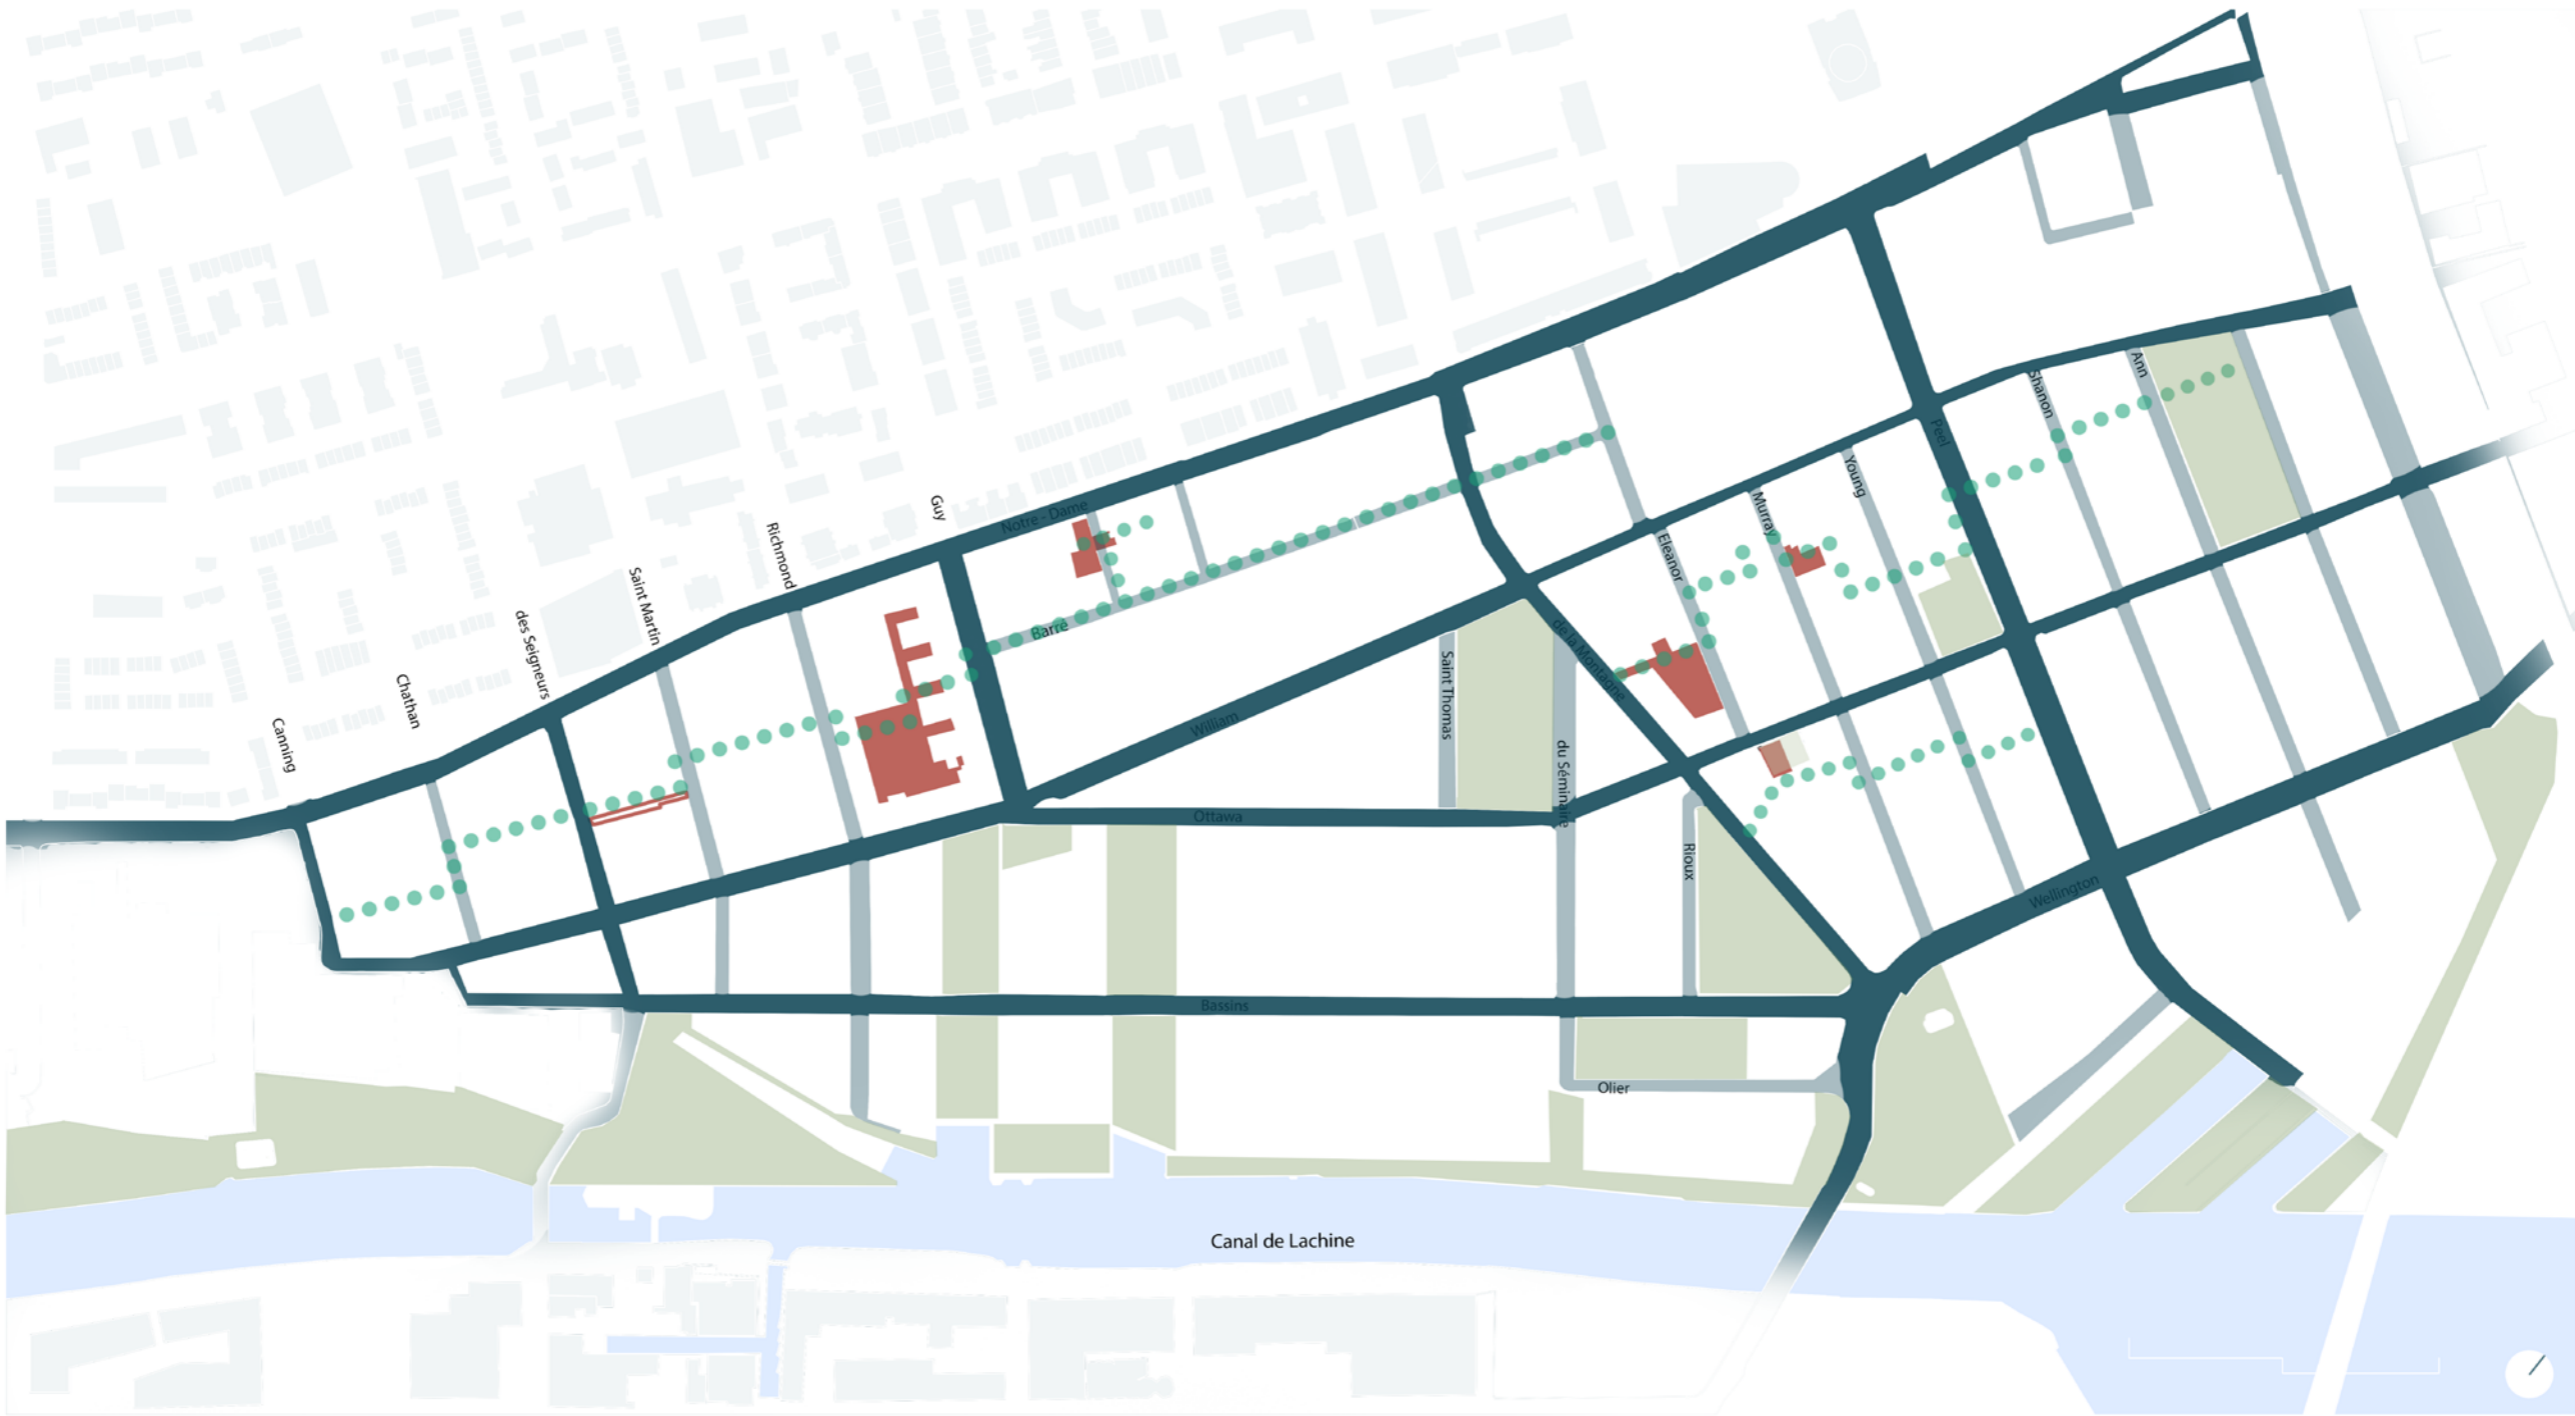 Notre - Dame
Guy
Richmond
Saint Martin
des Seigneurs
Chathan
Canning
Barré
William
Ottawa
Saint Thomas
du Séminaire
de la Montagne
Eleanor
Murray
Young
Peel
Shanon
Ann
Rioux
Wellington
Bassins
Olier
Canal de Lachine